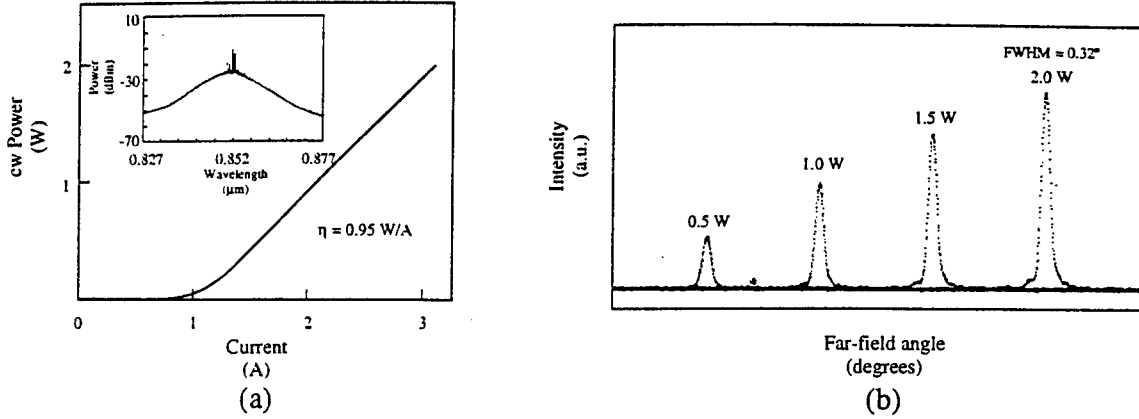 10
-30
-70
Power
(dBm)
0.827
0.852
0.877
Wavelength
(µm)
2
1
cw Power
(W)
η = 0.95 W/A
0
1
2
3
Current
(A)
(a)
FWHM = 0.32°
2.0 W
1.5 W
1.0 W
0.5 W
Intensity
(a.u.)
Far-field angle
(degrees)
(b)